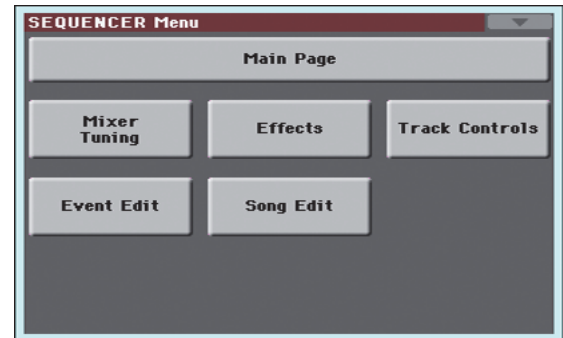 SEQUENCER Menu
Main Page
Mixer
Tuning
Effects
Track Controls
Event Edit
Song Edit